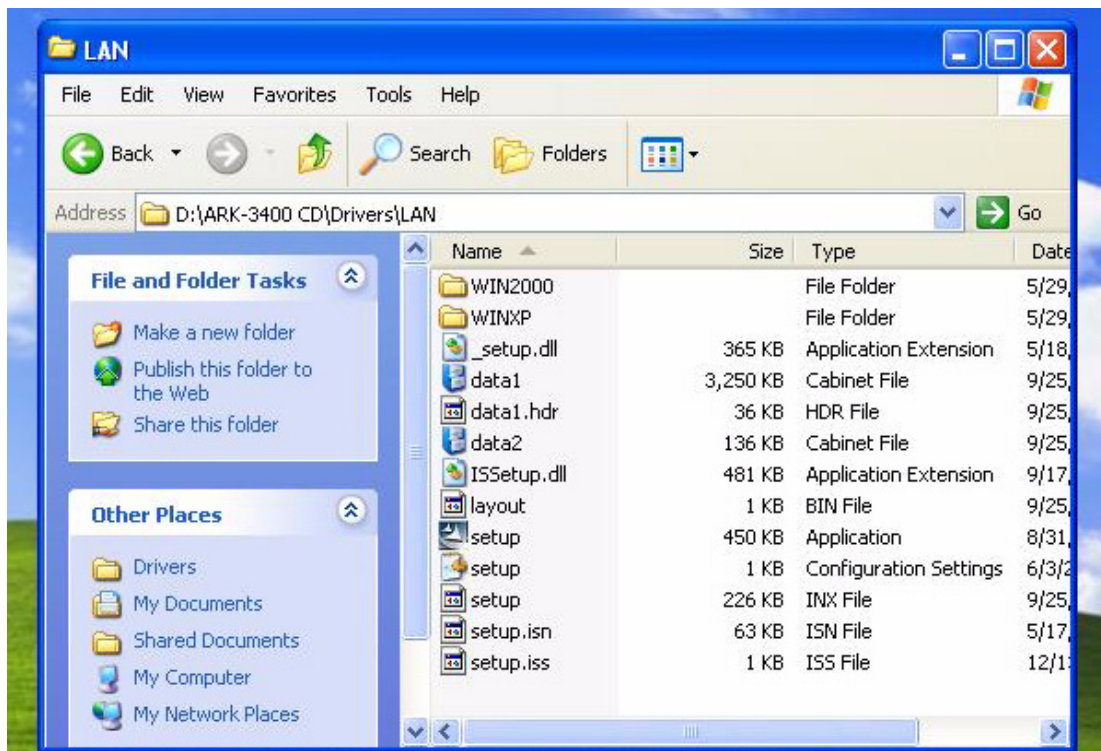 LAN
File Edit View Favorites Tools Help
Back Search Folders
Address D:\ARK-3400 CD\Drivers\LAN Go
File and Folder Tasks
Make a new folder
Publish this folder to
the Web
Share this folder
Other Places
Drivers
My Documents
Shared Documents
My Computer
My Network Places
Name Size Type Date
WIN2000 File Folder 5/29,
WINXP File Folder 5/29,
_setup.dll 365 KB Application Extension 5/18,
data1 3,250 KB Cabinet File 9/25,
data1.hdr 36 KB HDR File 9/25,
data2 136 KB Cabinet File 9/25,
ISSetup.dll 481 KB Application Extension 9/17,
layout 1 KB BIN File 9/25,
setup 450 KB Application 8/31,
setup 1 KB Configuration Settings 6/3/2
setup 226 KB INX File 9/25,
setup.isn 63 KB ISN File 5/17,
setup.iss 1 KB ISS File 12/1